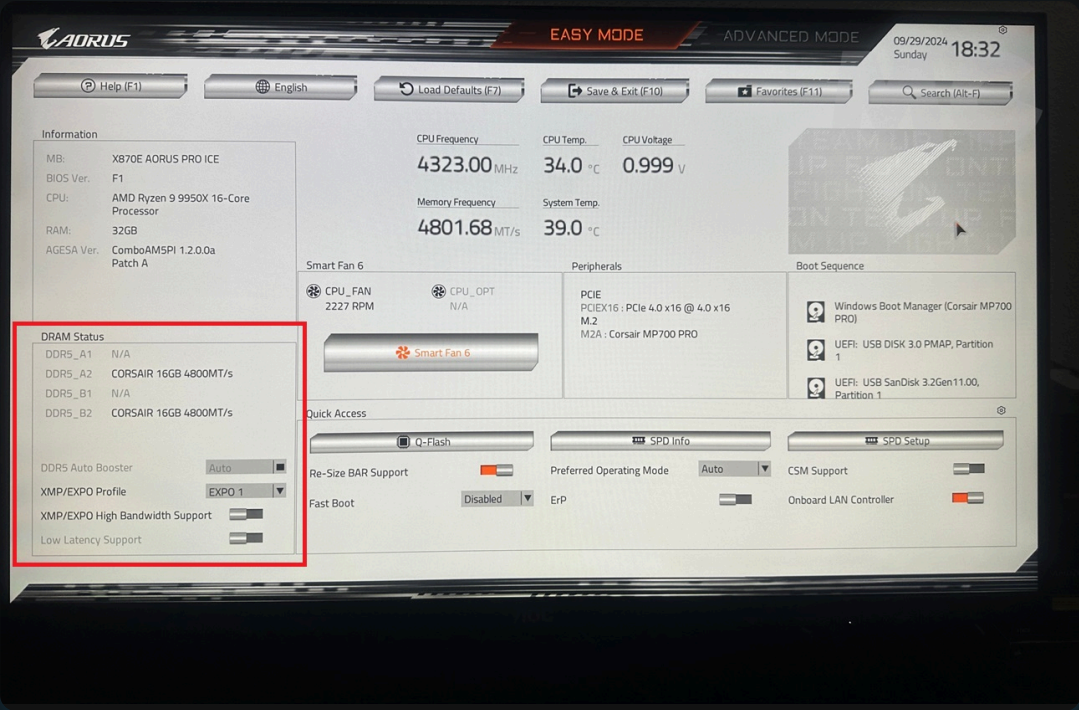 AORUS
EASY MODE
ADVANCED MODE
09/29/2024
Sunday
18:32
Help (F1)
English
Load Defaults (F7)
Save & Exit (F10)
Favorites (F11)
Search (Alt-F)
Information
MB: X870E AORUS PRO ICE
BIOS Ver. F1
CPU: AMD Ryzen 9 9950X 16-Core
Processor
RAM: 32GB
AGESA Ver. ComboAM5PI 1.2.0.0a
Patch A
CPU Frequency
4323.00 MHz
CPU Temp.
34.0 °C
CPU Voltage
0.999 V
Memory Frequency
4801.68 MT/s
System Temp.
39.0 °C
Smart Fan 6
CPU_FAN
2227 RPM
CPU_OPT
N/A
Smart Fan 6
Peripherals
PCIE
PCIEX16 : PCIe 4.0 x16 @ 4.0 x16
M.2
M2A : Corsair MP700 PRO
Boot Sequence
Windows Boot Manager (Corsair MP700
PRO)
UEFI: USB DISK 3.0 PMAP, Partition
1
UEFI: USB SanDisk 3.2Gen11.00,
Partition 1
DRAM Status
DDR5_A1 N/A
DDR5_A2 CORSAIR 16GB 4800MT/s
DDR5_B1 N/A
DDR5_B2 CORSAIR 16GB 4800MT/s
DDR5 Auto Booster Auto
XMP/EXPO Profile EXPO 1
XMP/EXPO High Bandwidth Support
Low Latency Support
Quick Access
Q-Flash
SPD Info
SPD Setup
Re-Size BAR Support
Preferred Operating Mode Auto
CSM Support
Fast Boot Disabled
ErP
Onboard LAN Controller